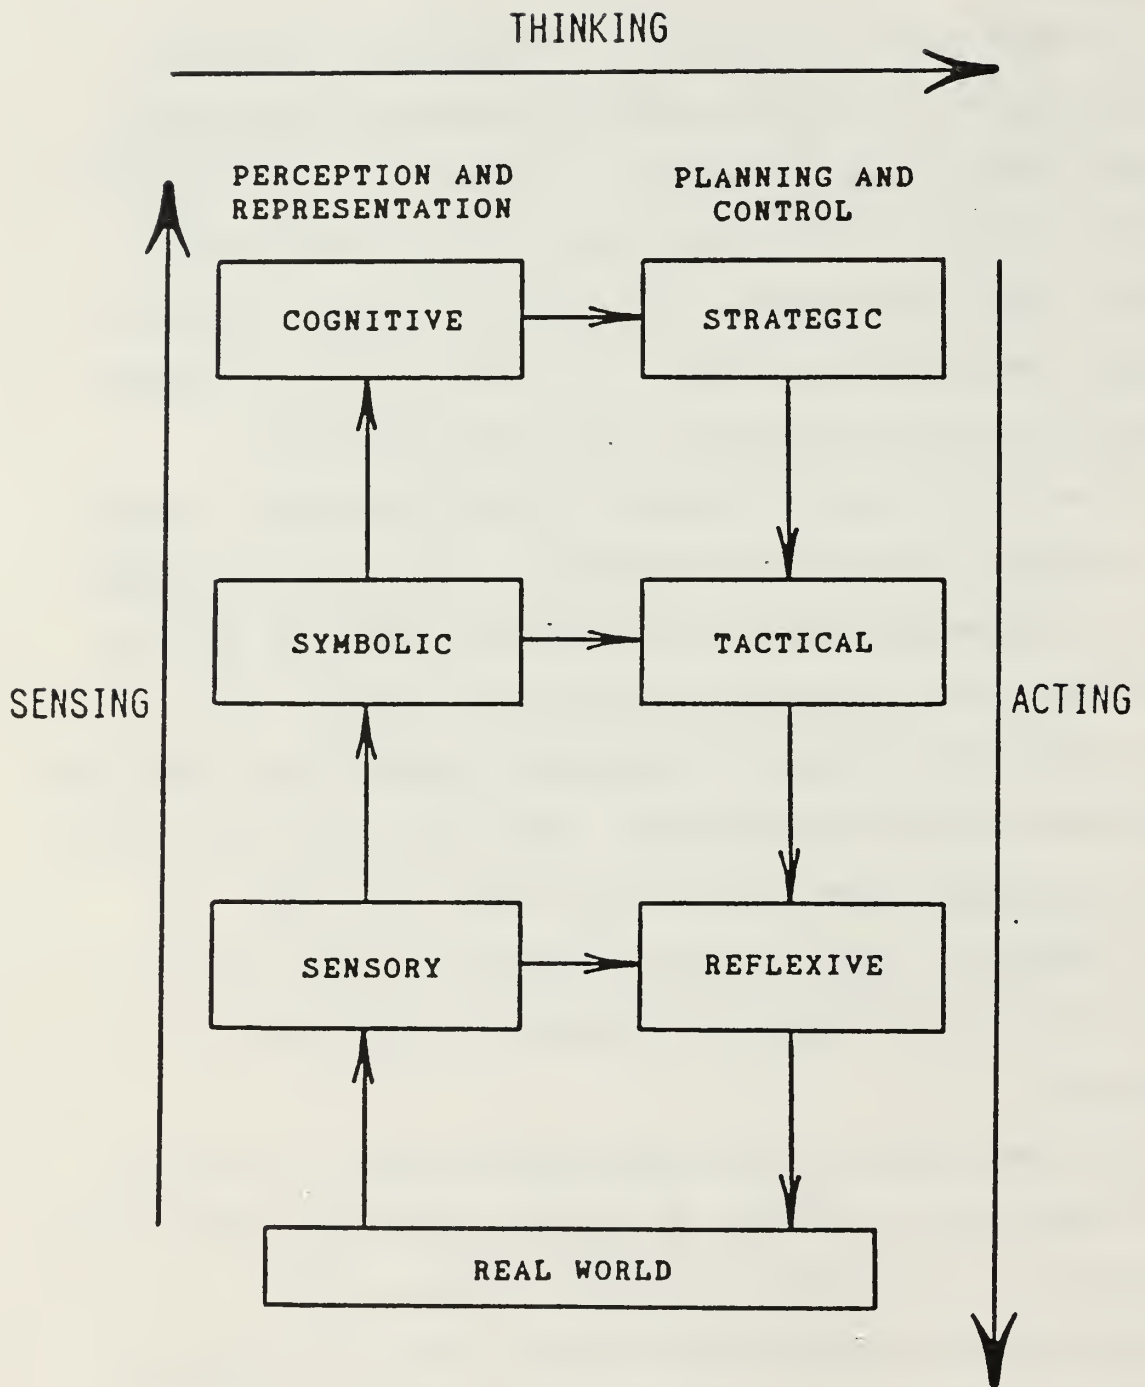 THINKING
PERCEPTION AND
REPRESENTATION
PLANNING AND
CONTROL
COGNITIVE
STRATEGIC
SYMBOLIC
TACTICAL
SENSING
ACTING
SENSORY
REFLEXIVE
REAL WORLD